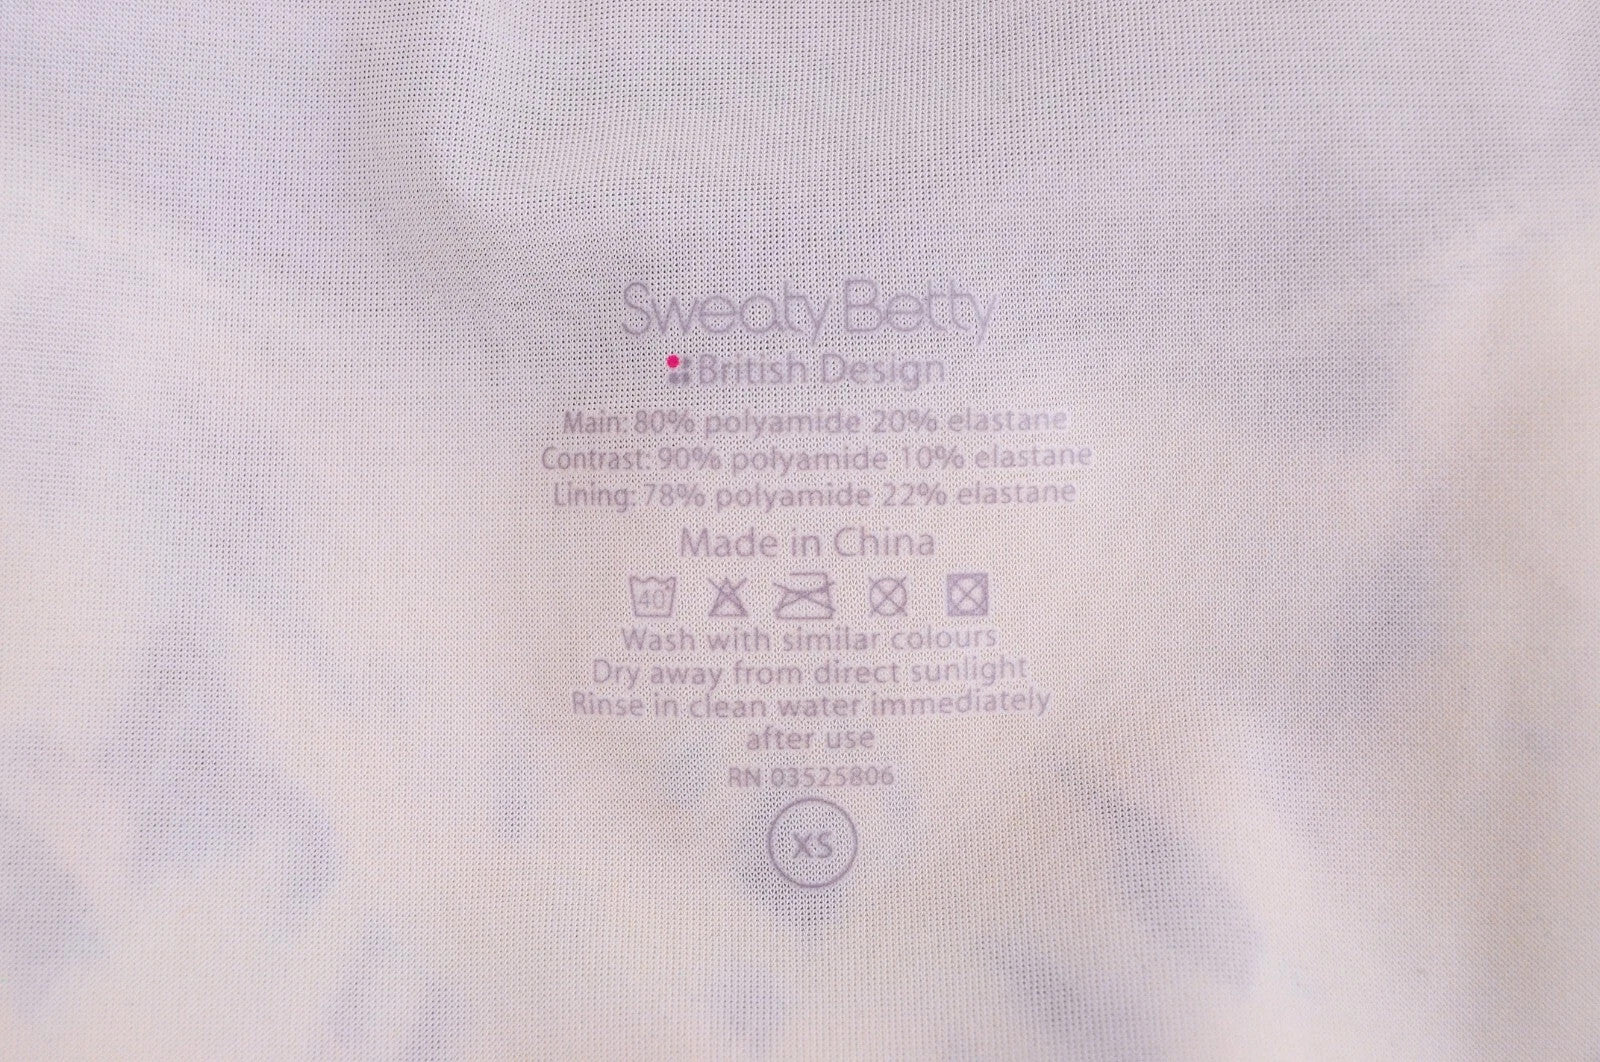 Sweaty Betty
British Design
Main: 80% polyamide 20% elastane
Contrast: 90% polyamide 10% elastane
Lining: 78% polyamide 22% elastane
Made in China
40°
Wash with similar colours
Dry away from direct sunlight
Rinse in clean water immediately
after use
RN 03525806
XS